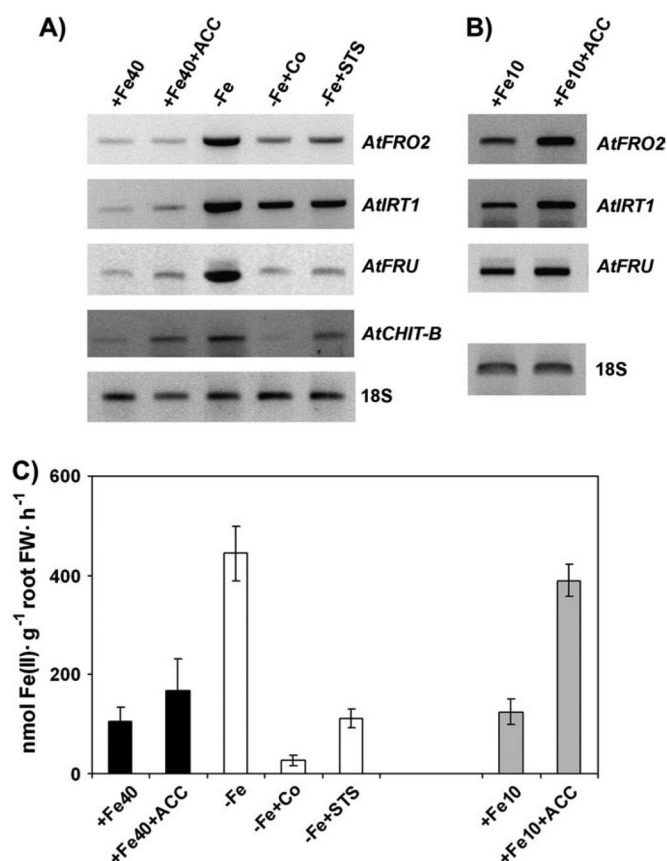 A)
+Fe40
+Fe40+ACC
-Fe
-Fe+Co
-Fe+STS
AtFRO2
AtIRT1
AtFRU
AtCHIT-B
18S
B)
+Fe10
+Fe10+ACC
AtFRO2
AtIRT1
AtFRU
18S
C)
nmol Fe(II)· g⁻¹ root FW· h⁻¹
600
400
200
0
+Fe40
+Fe40+ACC
-Fe
-Fe+Co
-Fe+STS
+Fe10
+Fe10+ACC